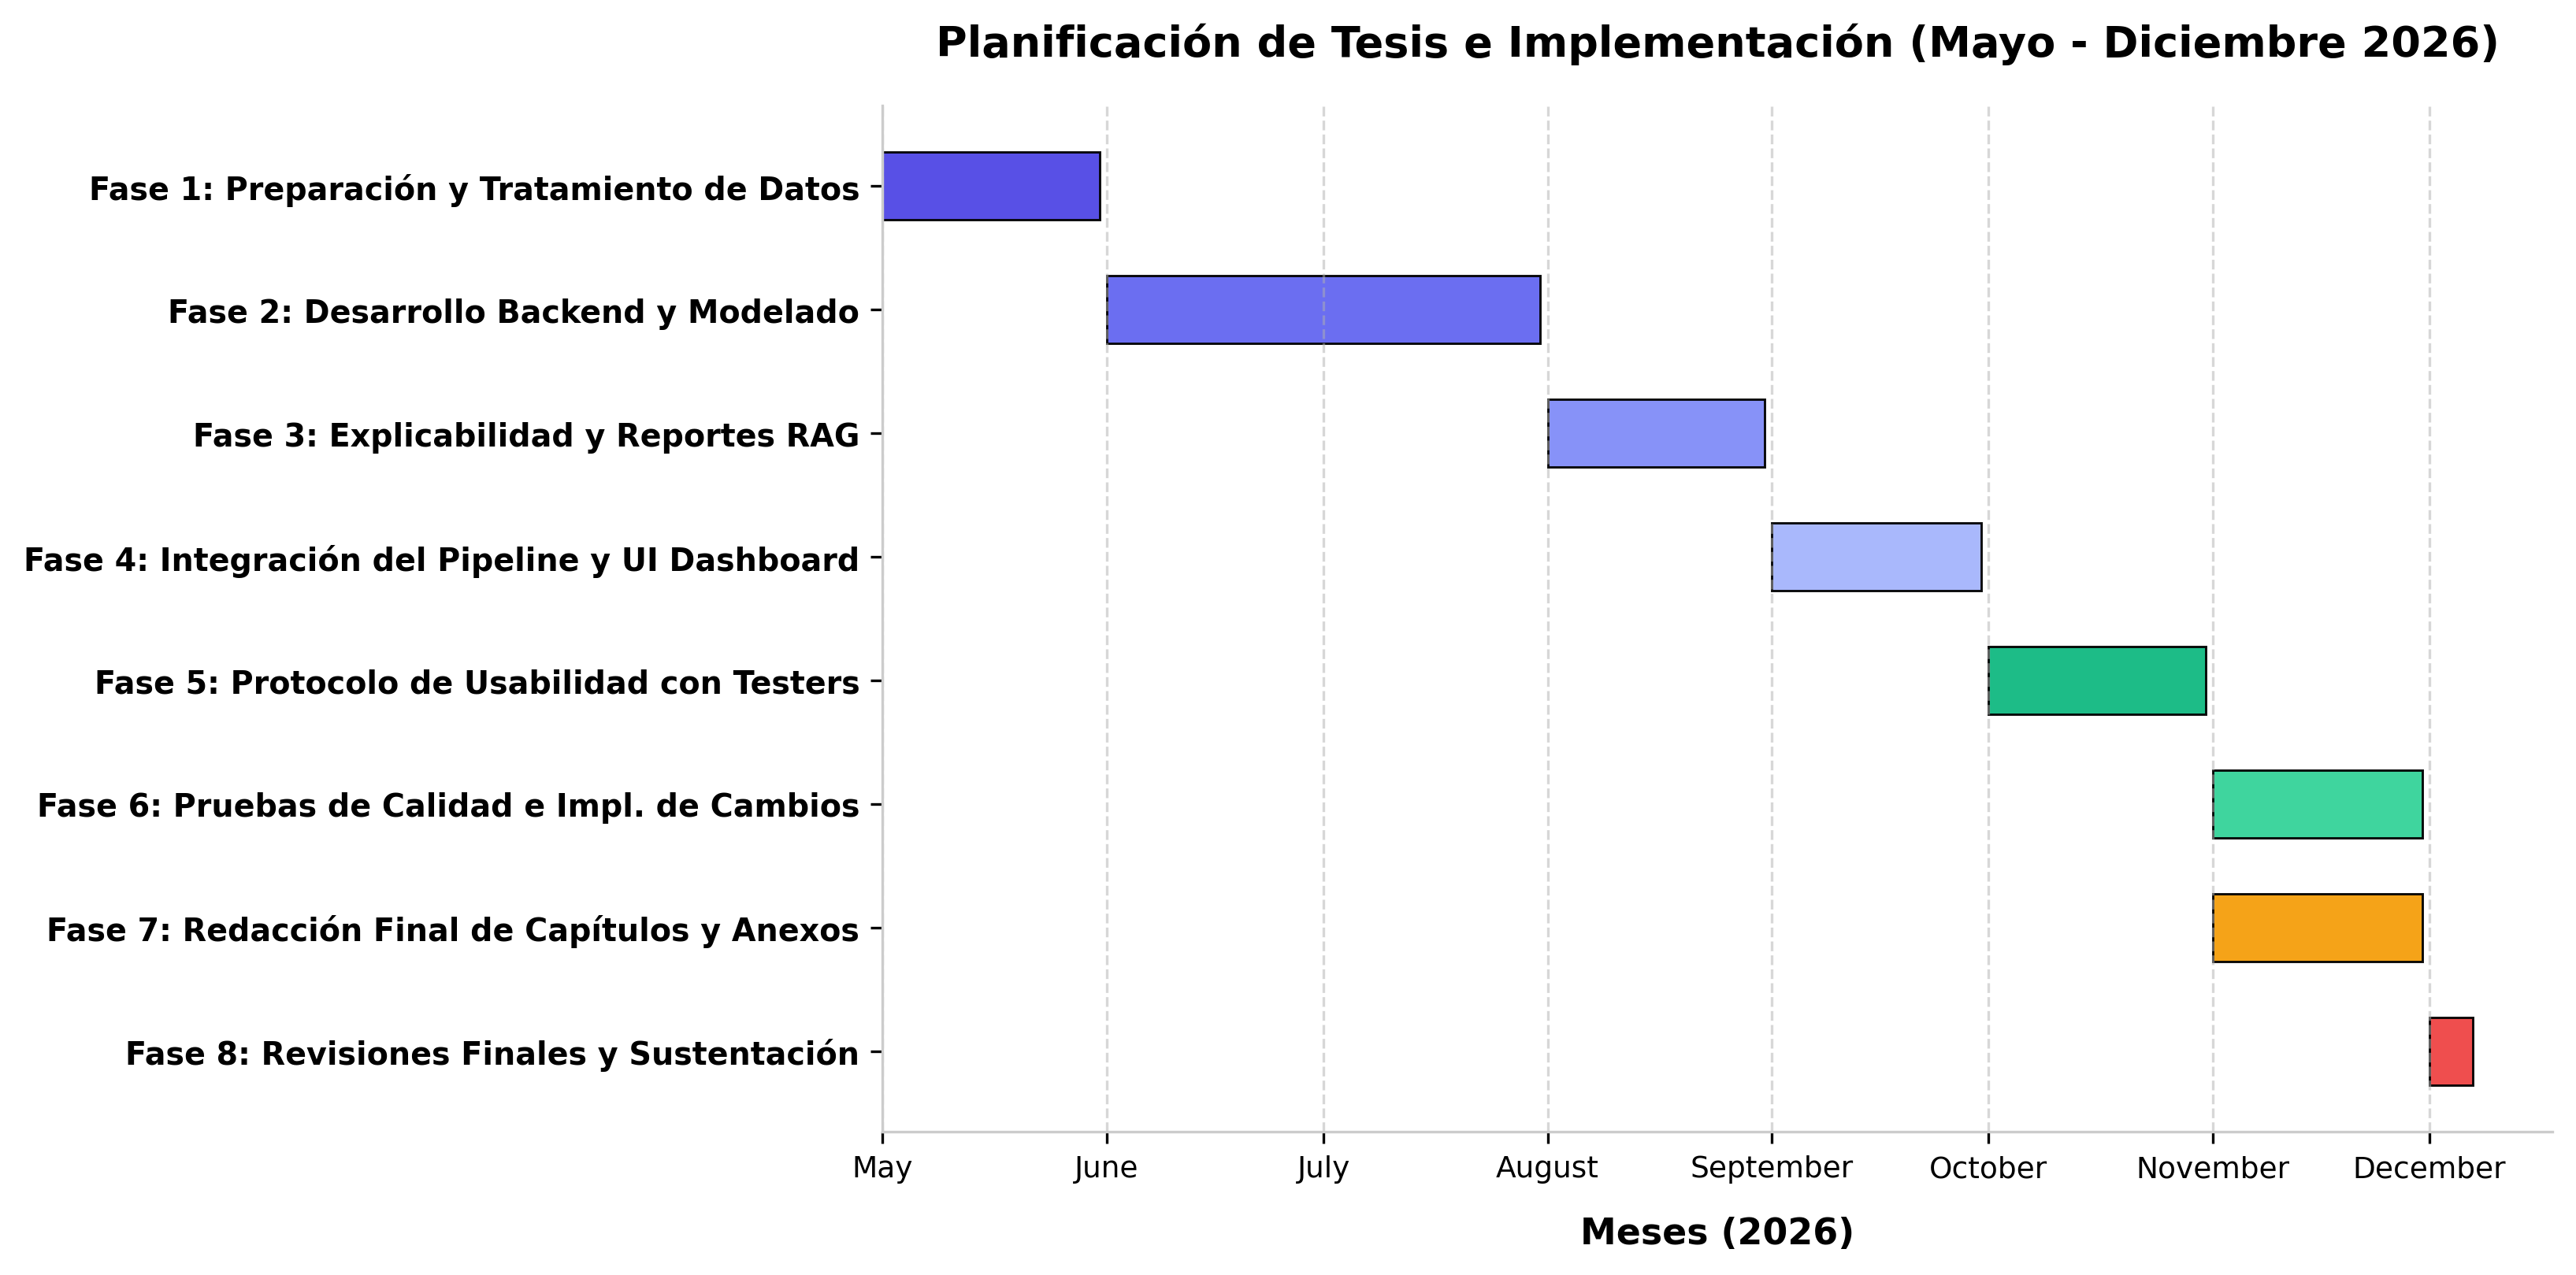 Planificación de Tesis e Implementación (Mayo - Diciembre 2026)
Fase 1: Preparación y Tratamiento de Datos
Fase 2: Desarrollo Backend y Modelado
Fase 3: Explicabilidad y Reportes RAG
Fase 4: Integración del Pipeline y UI Dashboard
Fase 5: Protocolo de Usabilidad con Testers
Fase 6: Pruebas de Calidad e Impl. de Cambios
Fase 7: Redacción Final de Capítulos y Anexos
Fase 8: Revisiones Finales y Sustentación
May June July August September October November December
Meses (2026)